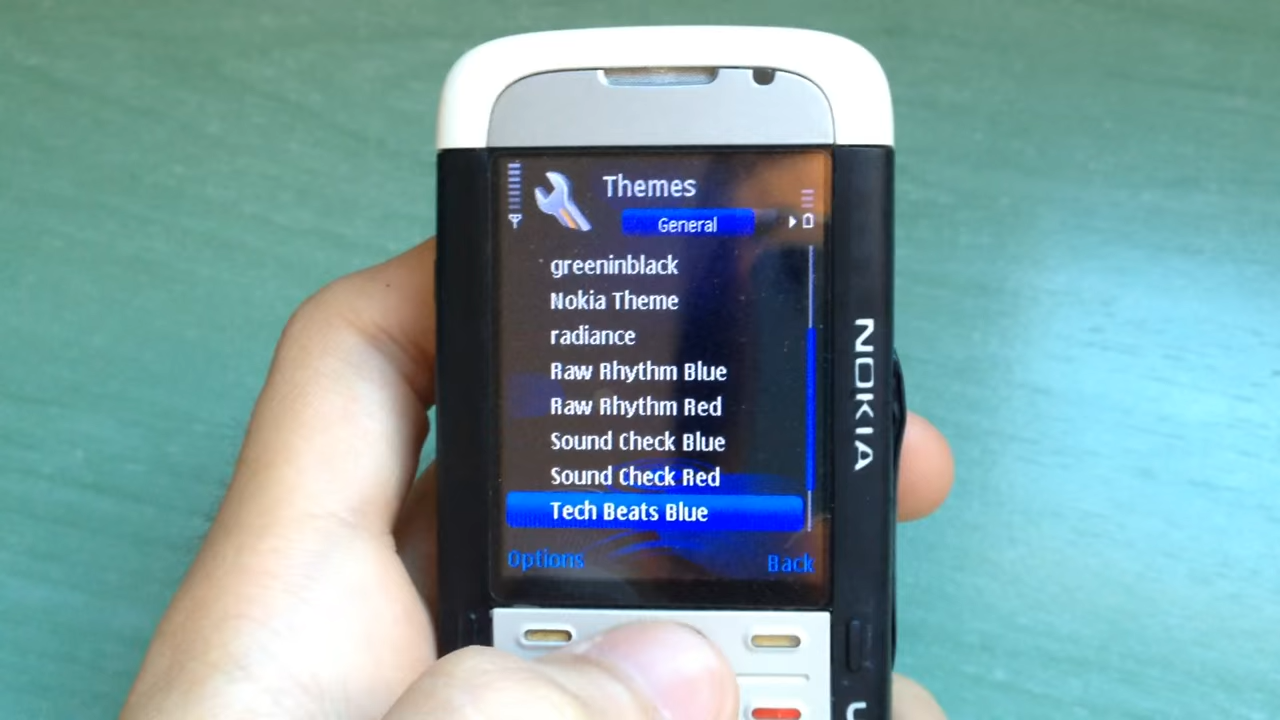 Themes
General
greeninblack
Nokia Theme
radiance
Raw Rhythm Blue
Raw Rhythm Red
Sound Check Blue
Sound Check Red
Tech Beats Blue
Options
Back
NOKIA